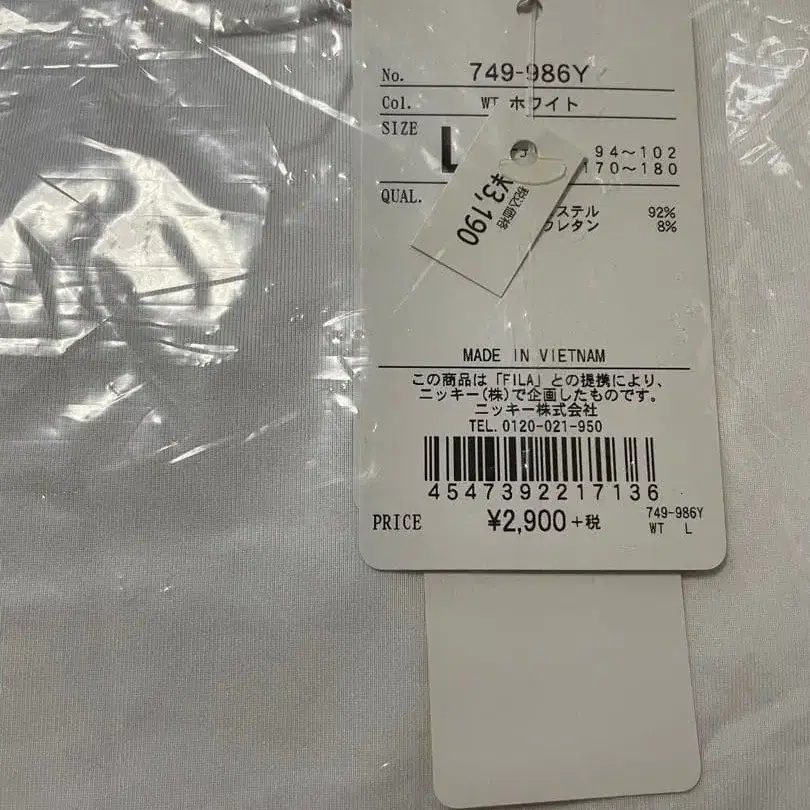 No. 749-986Y
Col. WT ホワイト
SIZE L 94～102
170～180
QUAL.
エステル 92%
ウレタン 8%
税込価格
¥3,190
MADE IN VIETNAM
この商品は「FILA」との提携により、
ニッキー(株)で企画したものです。
ニッキー株式会社
TEL. 0120-021-950
4547392217136
PRICE ¥2,900+税
749-986Y
WT L